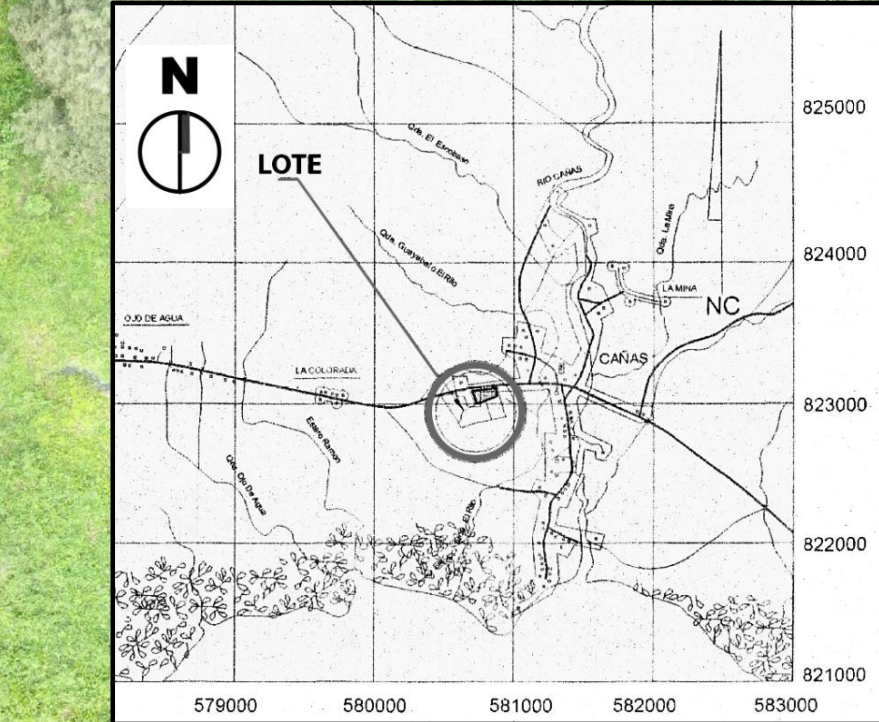 N
LOTE
825000
Qda. El Escobaso
RIO CAÑAS
824000
Qda. La Mina
Qda. Guayabal o El Rito
LA MINA
NC
OJO DE AGUA
CAÑAS
LA COLORADA
823000
Estero Ramon
Qda. Ojo De Agua
822000
821000
579000
580000
581000
582000
583000